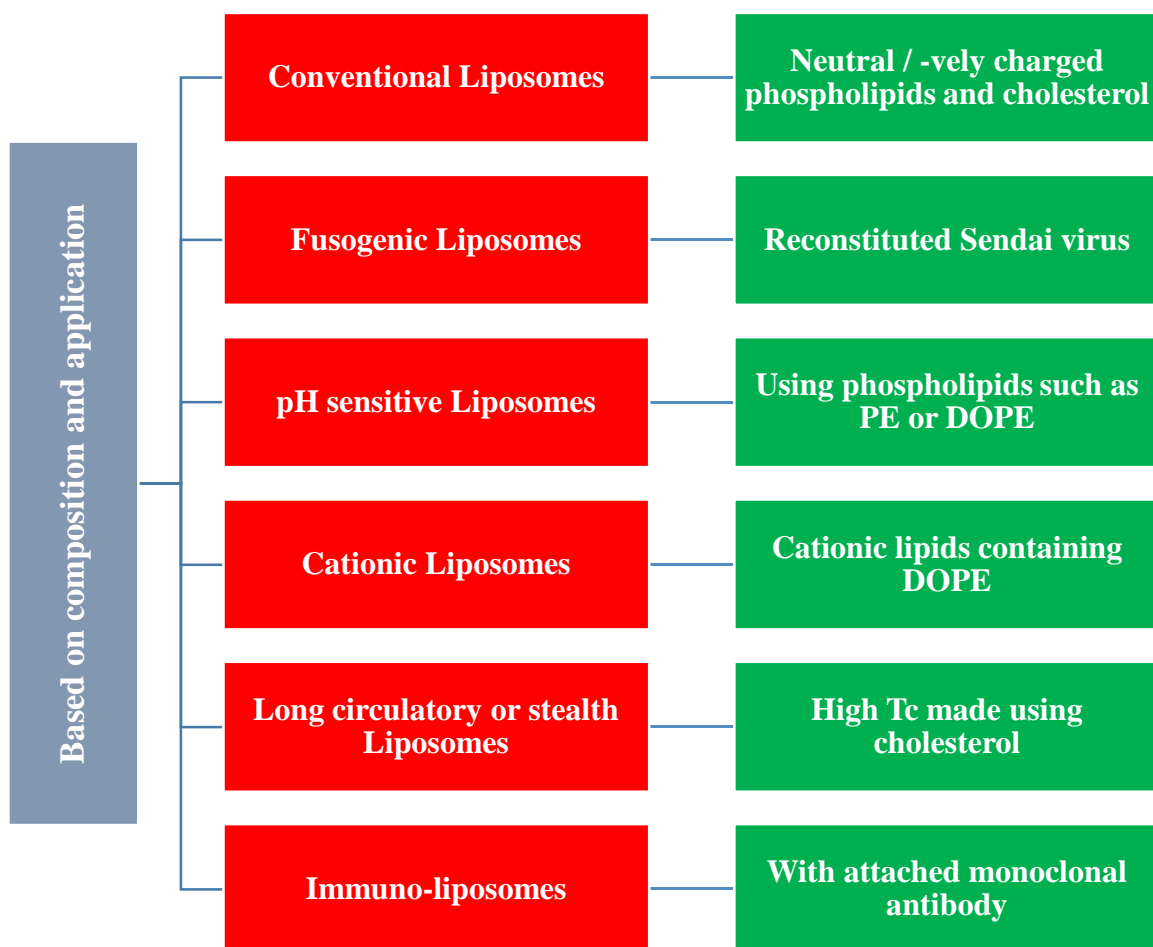 Based on composition and application
Conventional Liposomes
Neutral / -vely charged
phospholipids and cholesterol
Fusogenic Liposomes
Reconstituted Sendai virus
pH sensitive Liposomes
Using phospholipids such as
PE or DOPE
Cationic Liposomes
Cationic lipids containing
DOPE
Long circulatory or stealth
Liposomes
High Tc made using
cholesterol
Immuno-liposomes
With attached monoclonal
antibody